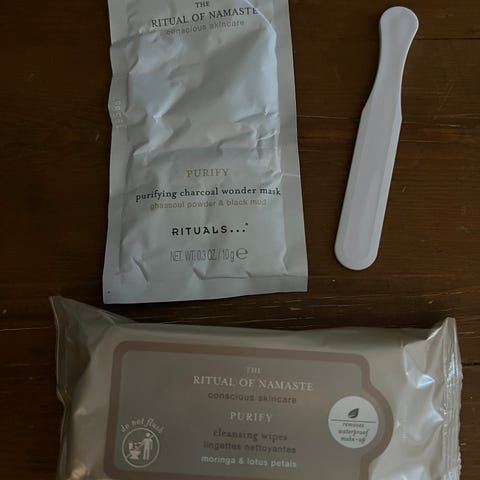 THE
RITUAL OF NAMASTE
conscious skincare
PURIFY
purifying charcoal wonder mask
ghassoul powder & black mud
RITUALS...
NET. WT. 0.3 OZ. / 10 g e
THE
RITUAL OF NAMASTE
conscious skincare
PURIFY
cleansing wipes
lingettes nettoyantes
moringa & lotus petals
do not flush
removes
waterproof
make-up